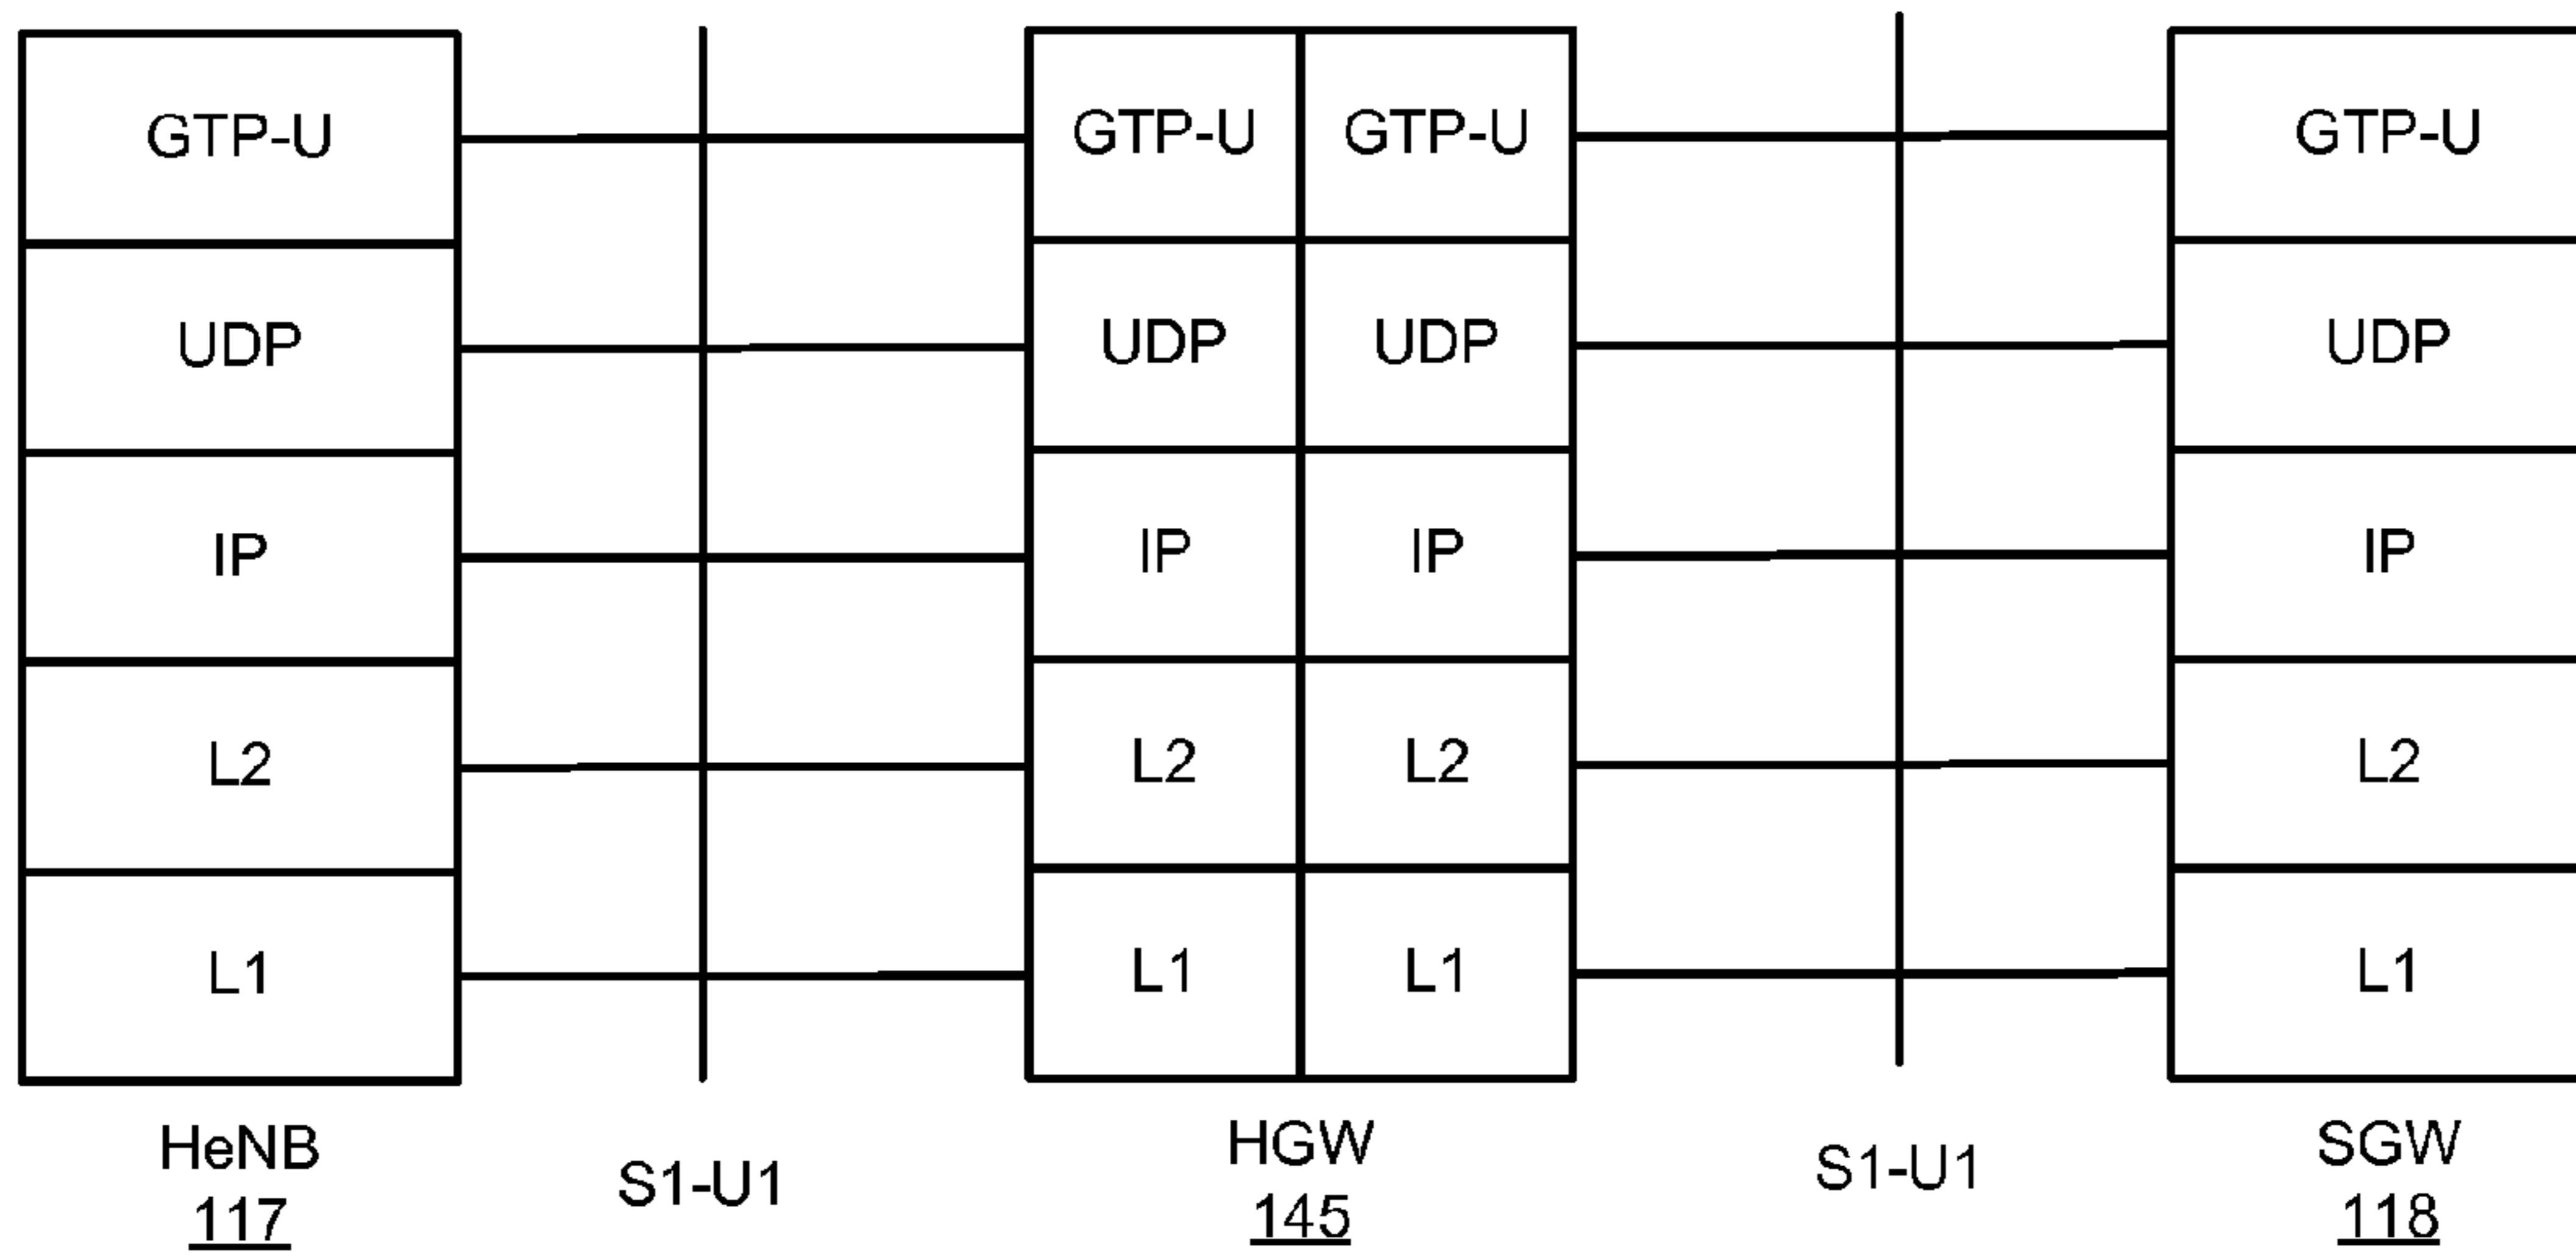 GTP-U GTP-U GTP-U GTP-U
UDP UDP UDP UDP
IP IP IP IP
L2 L2 L2 L2
L1 L1 L1 L1
HeNB S1-U1 HGW S1-U1 SGW
117 145 118